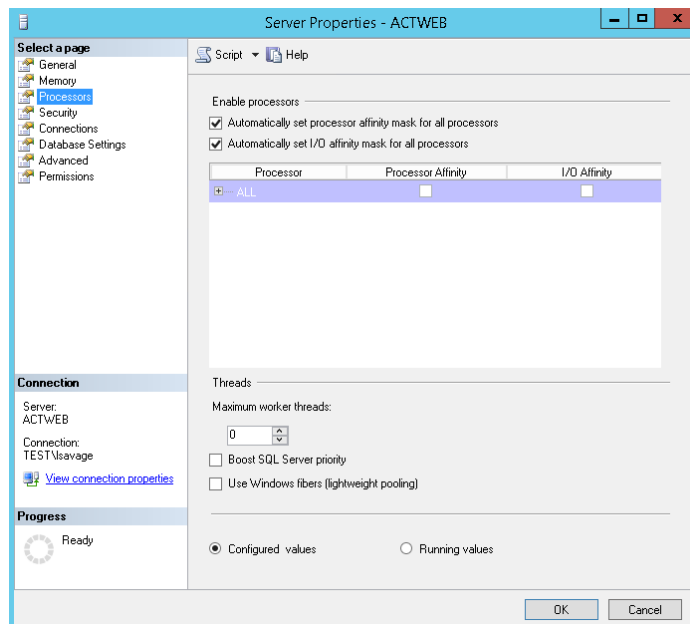 Server Properties - ACTWEB
Select a page
General
Memory
Processors
Security
Connections
Database Settings
Advanced
Permissions
Script
Help
Enable processors
Automatically set processor affinity mask for all processors
Automatically set I/O affinity mask for all processors
Processor Processor Affinity I/O Affinity
ALL
Connection
Server:
ACTWEB
Connection:
TEST\lsavage
View connection properties
Progress
Ready
Threads
Maximum worker threads:
0
Boost SQL Server priority
Use Windows fibers (lightweight pooling)
Configured values Running values
OK Cancel